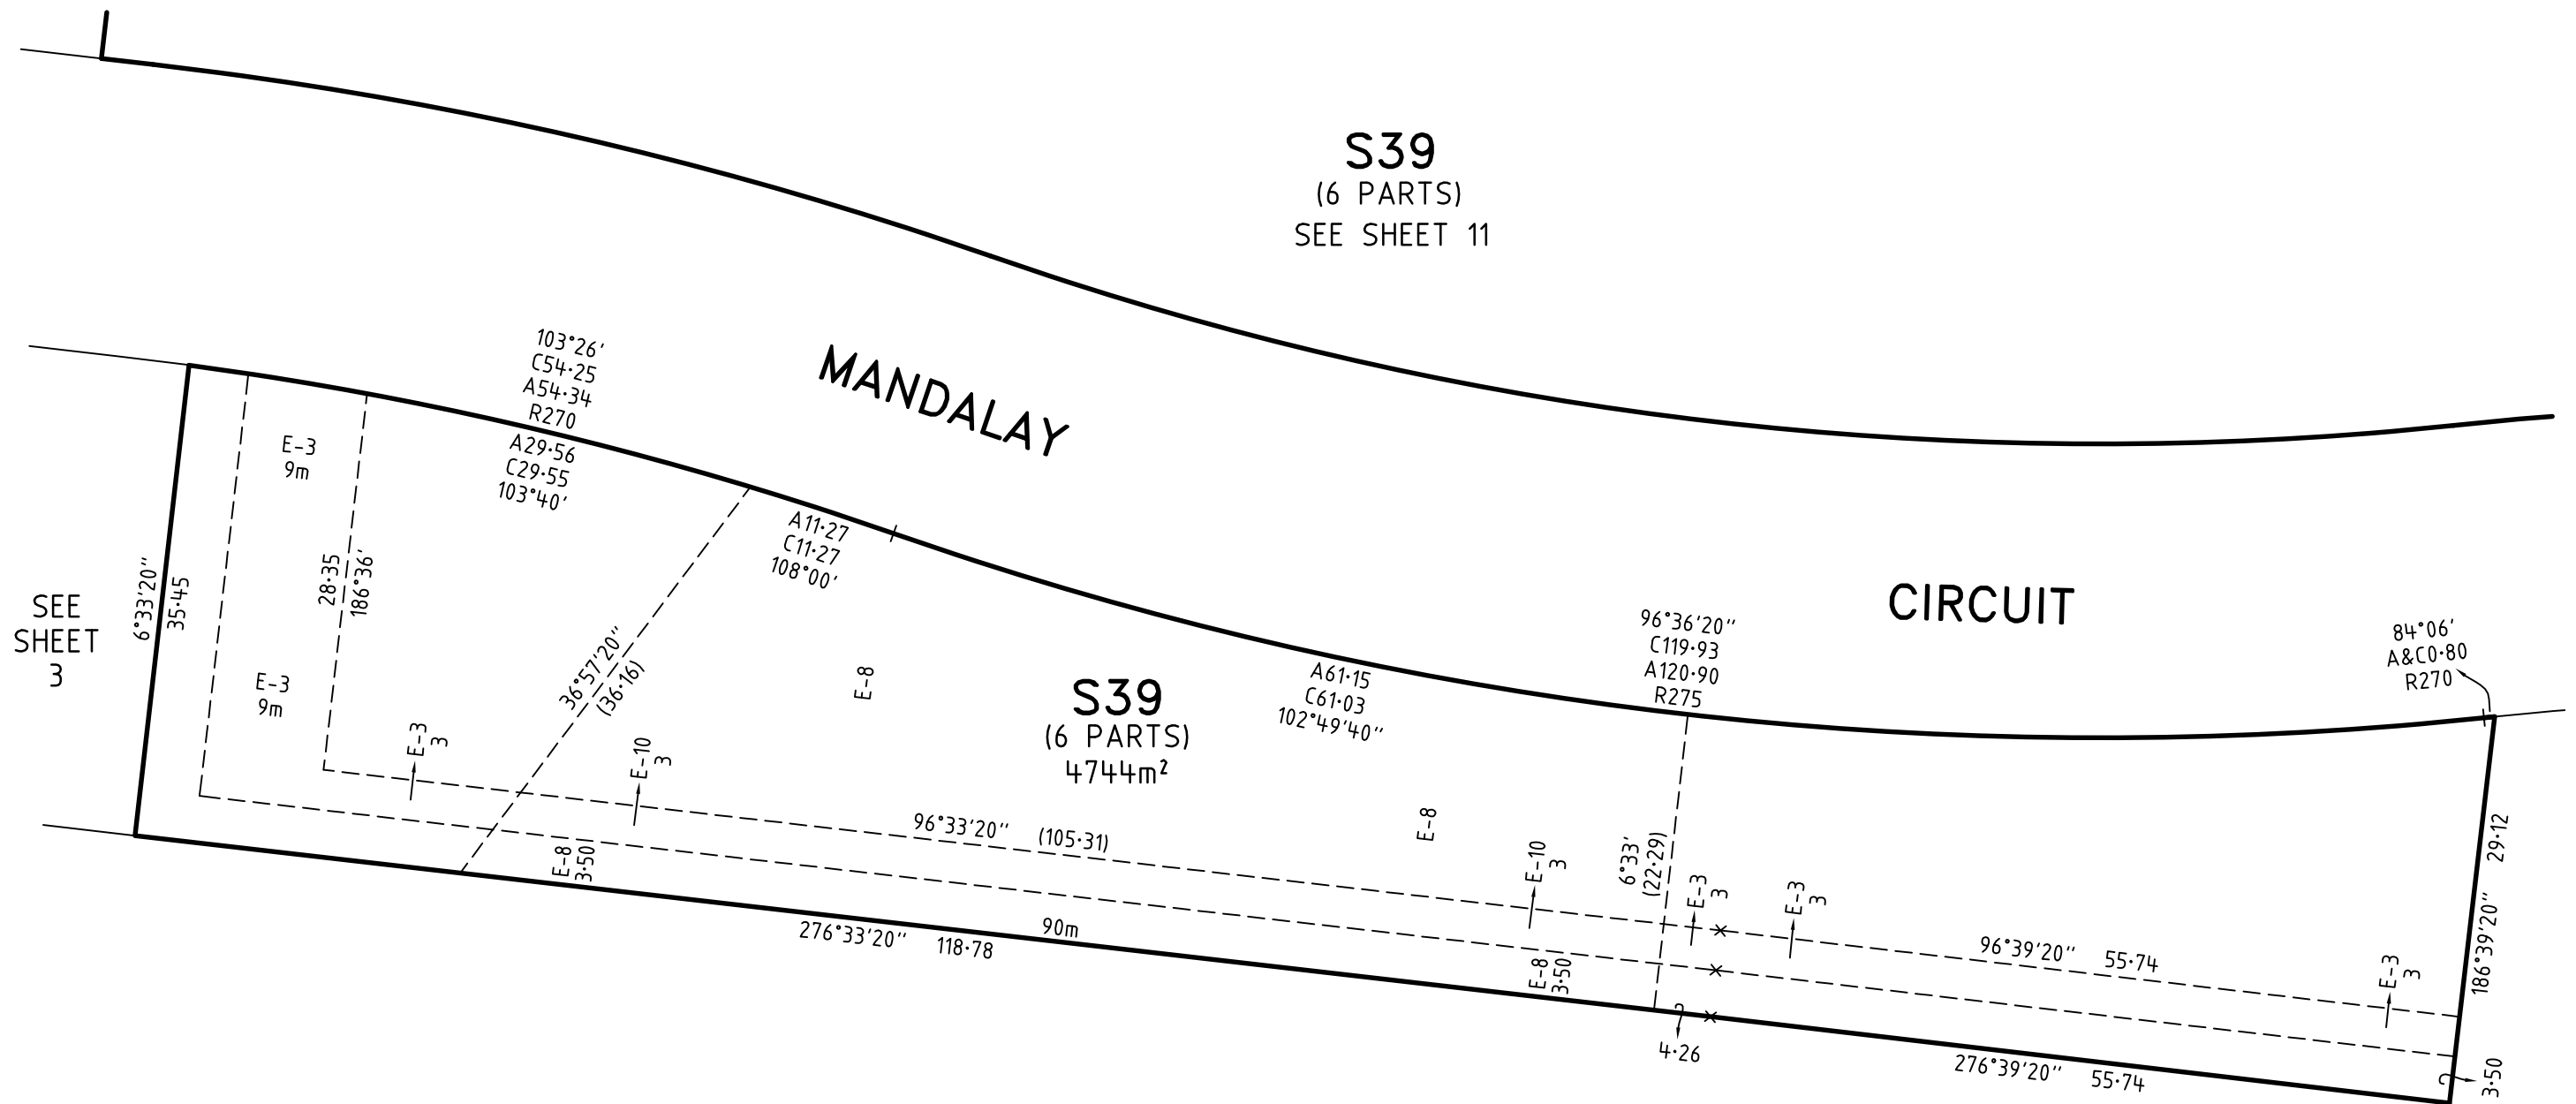 S39
(6 PARTS)
SEE SHEET 11
MANDALAY
CIRCUIT
103°26'
C54·25
A54·34
R270
A29·56
C29·55
103°40'
A11·27
C11·27
108°00'
E-3
9m
E-3
9m
28·35
186°36'
6°33'20"
35·45
SEE
SHEET
3
36°57'20"
(36·16)
E-8
S39
(6 PARTS)
4744m²
A61·15
C61·03
102°49'40"
96°36'20"
C119·93
A120·90
R275
84°06'
A&C0·80
R270
E-3
3
E-10
3
96°33'20" (105·31)
E-8
E-8
3·50
E-10
3
6°33'
(22·29)
E-3
3
E-3
3
96°39'20" 55·74
E-3
3
29·12
186°39'20"
90m
276°33'20" 118·78
E-8
3·50
4·26
276°39'20" 55·74
3·50